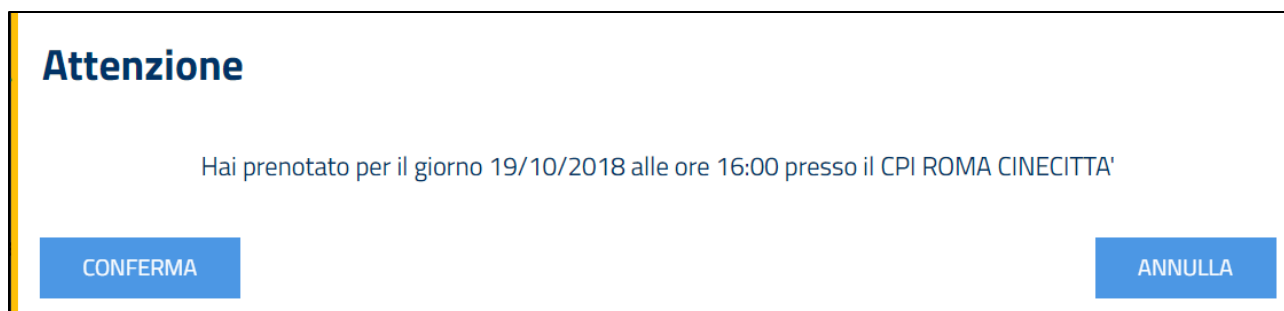 Attenzione
Hai prenotato per il giorno 19/10/2018 alle ore 16:00 presso il CPI ROMA CINECITTA'
CONFERMA
ANNULLA